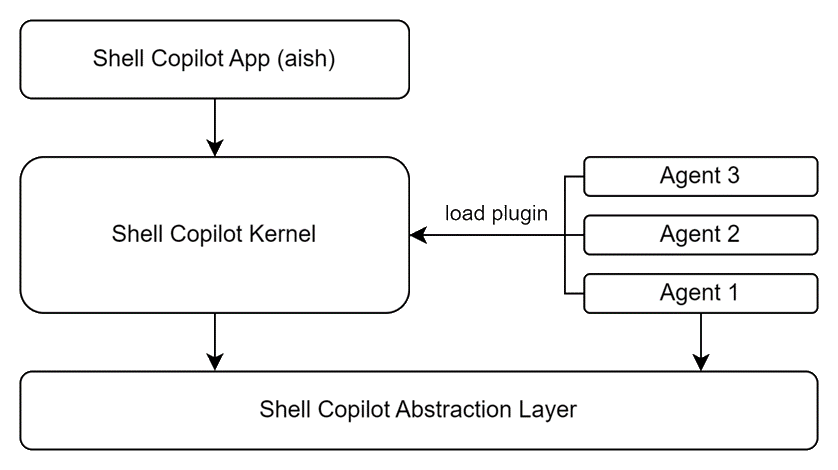 Shell Copilot App (aish)
Shell Copilot Kernel
load plugin
Agent 3
Agent 2
Agent 1
Shell Copilot Abstraction Layer